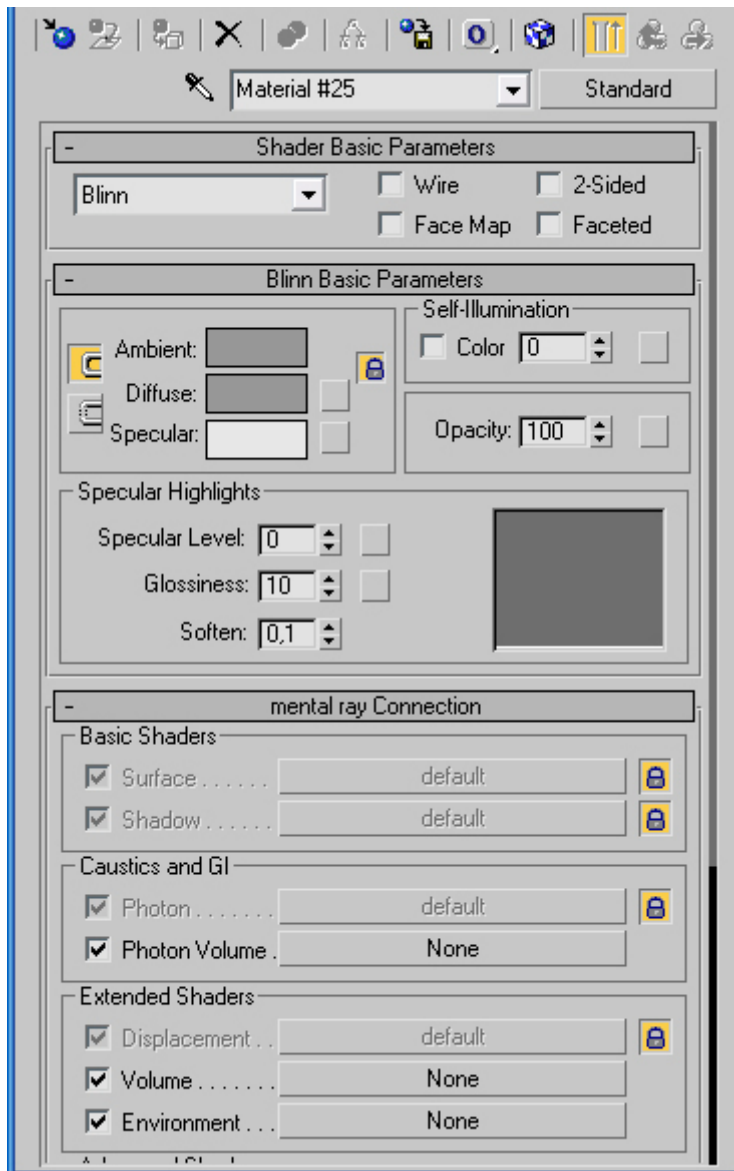 Material #25 Standard
- Shader Basic Parameters
Blinn Wire 2-Sided
Face Map Faceted
- Blinn Basic Parameters
Self-Illumination
Ambient: Color 0
Diffuse:
Specular: Opacity: 100
Specular Highlights
Specular Level: 0
Glossiness: 10
Soften: 0,1
- mental ray Connection
Basic Shaders
Surface . . . . . . default
Shadow . . . . . . default
Caustics and GI
Photon . . . . . . . default
Photon Volume . None
Extended Shaders
Displacement . . default
Volume . . . . . . . None
Environment . . . None